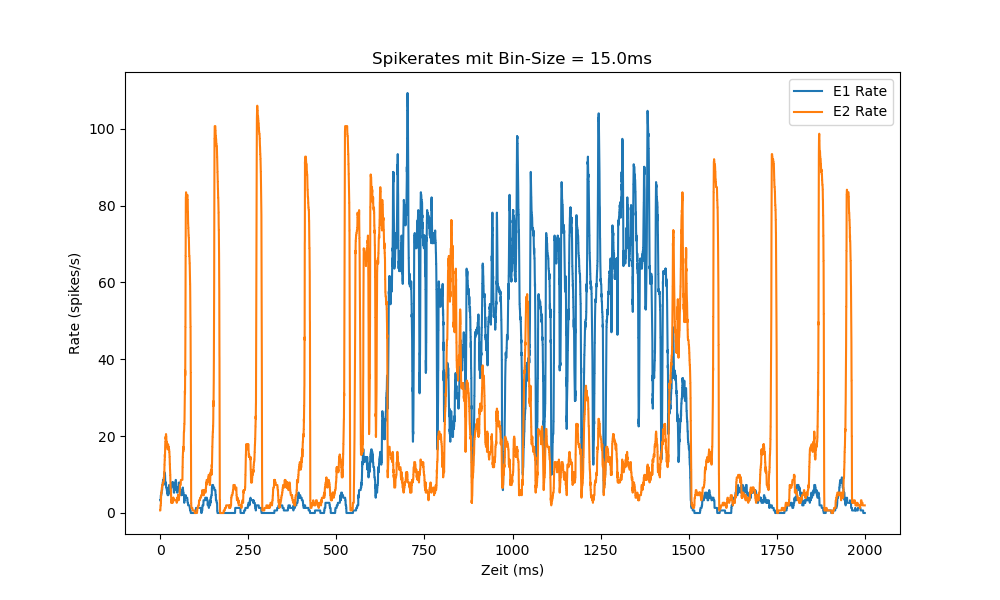 Spikerates mit Bin-Size = 15.0ms
E1 Rate
E2 Rate
Rate (spikes/s)
100
80
60
40
20
0
0 250 500 750 1000 1250 1500 1750 2000
Zeit (ms)